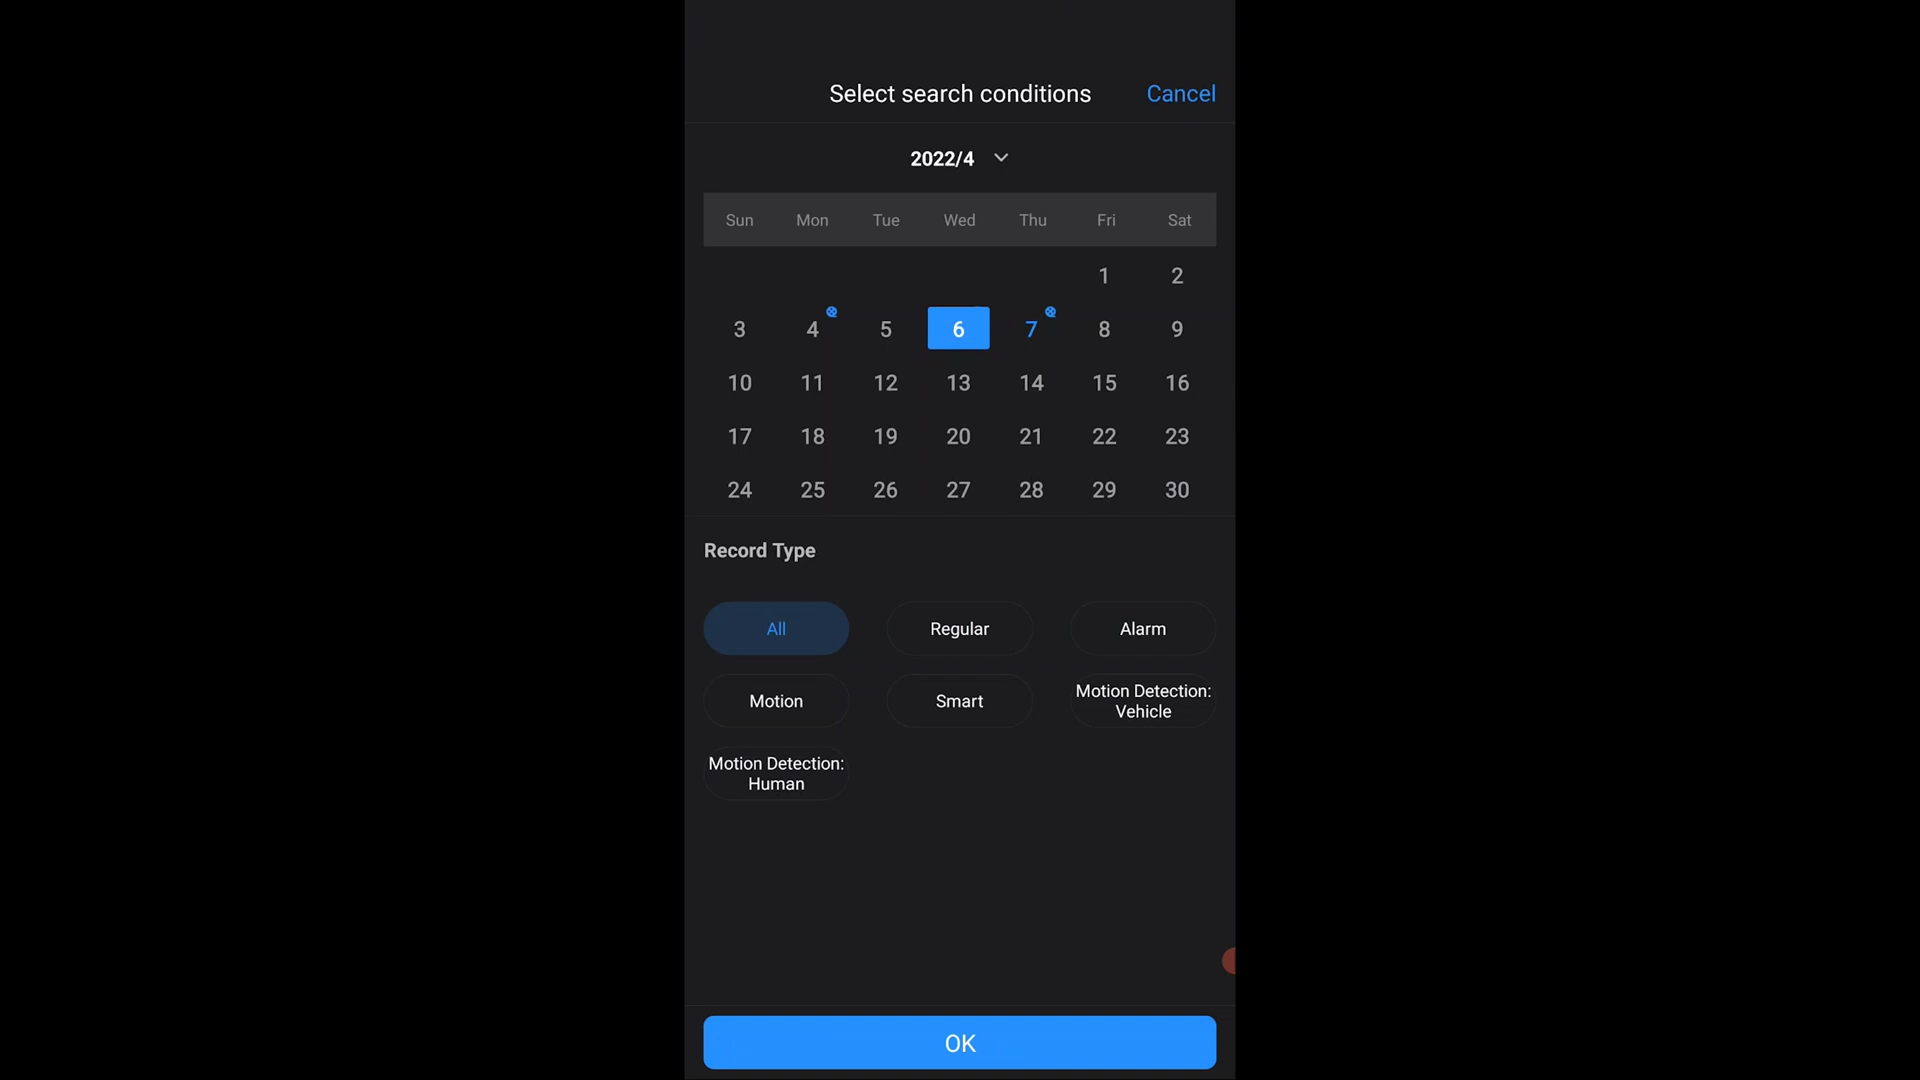 Select search conditions Cancel
2022/4
Sun Mon Tue Wed Thu Fri Sat
1 2
3 4 5 6 7 8 9
10 11 12 13 14 15 16
17 18 19 20 21 22 23
24 25 26 27 28 29 30
Record Type
All Regular Alarm
Motion Smart Motion Detection:
Vehicle
Motion Detection:
Human
OK